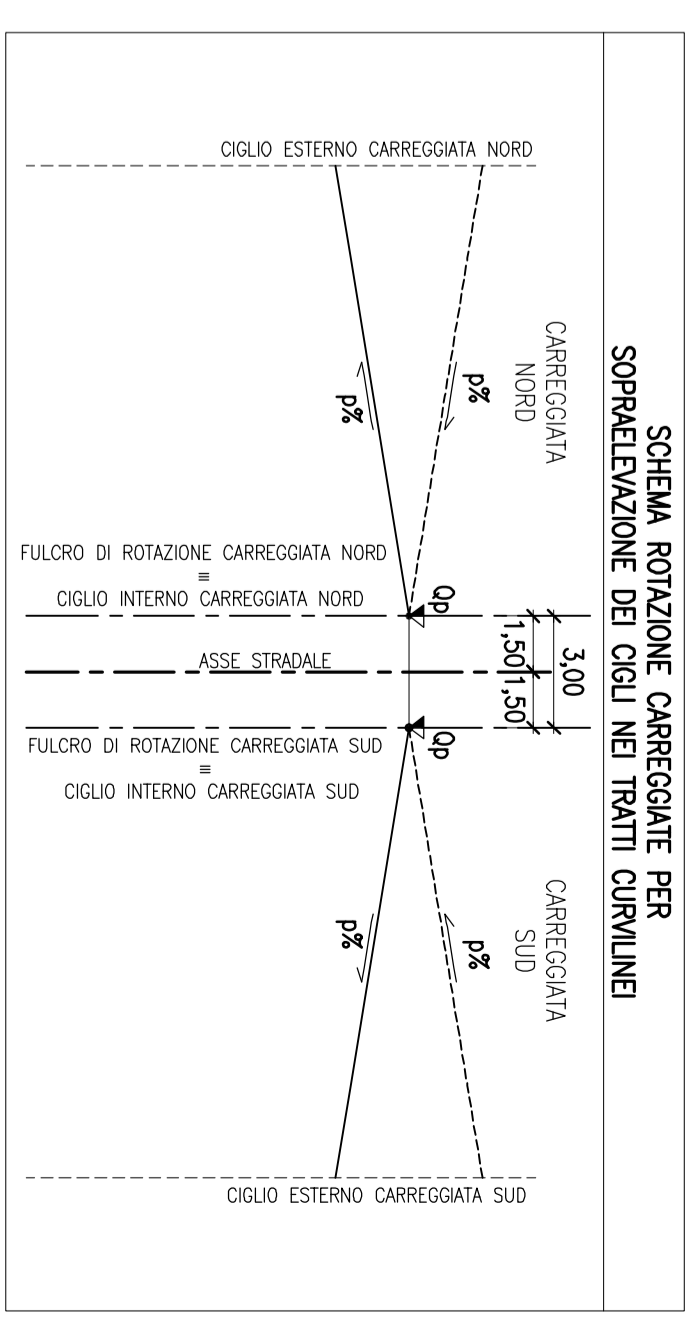 SCHEMA ROTAZIONE CARREGGIATE PER
SOPRAELEVAZIONE DEI CIGLI NEI TRATTI CURVILINEI
CIGLIO ESTERNO CARREGGIATA NORD
CARREGGIATA
NORD
p%
p%
FULCRO DI ROTAZIONE CARREGGIATA NORD
≡
CIGLIO INTERNO CARREGGIATA NORD
Qp
3,00
1,50
1,50
ASSE STRADALE
Qp
FULCRO DI ROTAZIONE CARREGGIATA SUD
≡
CIGLIO INTERNO CARREGGIATA SUD
CARREGGIATA
SUD
p%
p%
CIGLIO ESTERNO CARREGGIATA SUD